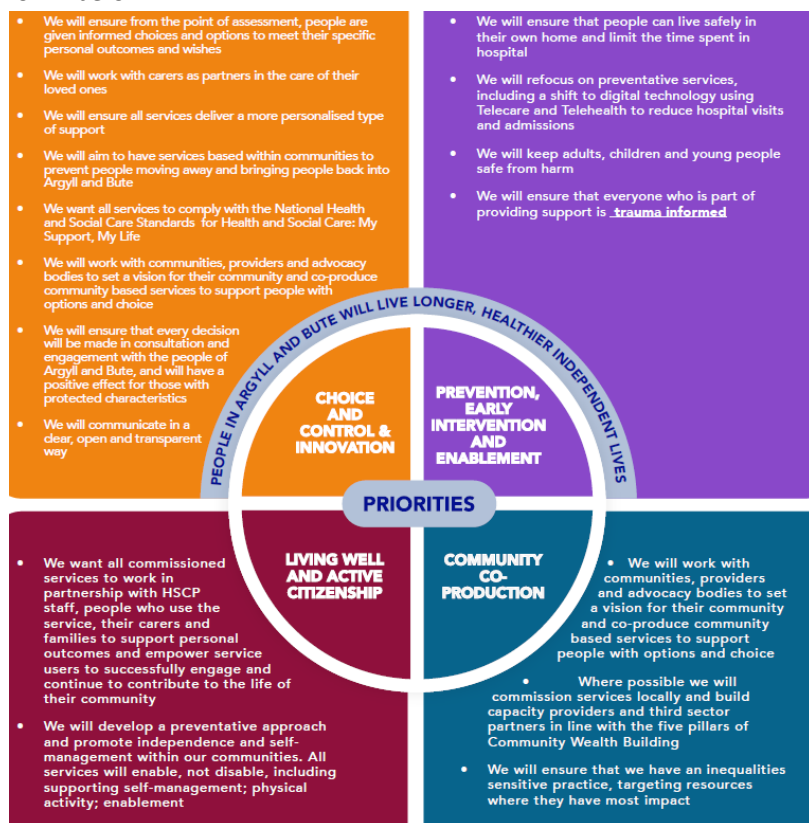 • We will ensure from the point of assessment, people are
given informed choices and options to meet their specific
personal outcomes and wishes
• We will work with carers as partners in the care of their
loved ones
• We will ensure all services deliver a more personalised type
of support
• We will aim to have services based within communities to
prevent people moving away and bringing people back into
Argyll and Bute
• We want all services to comply with the National Health
and Social Care Standards for Health and Social Care: My
Support, My Life
• We will work with communities, providers and advocacy
bodies to set a vision for their community and co-produce
community based services to support people with
options and choice
• We will ensure that every decision
will be made in consultation and
engagement with the people of
Argyll and Bute, and will have a
positive effect for those with
protected characteristics
• We will communicate in a
clear, open and transparent
way
• We will ensure that people can live safely in
their own home and limit the time spent in
hospital
• We will refocus on preventative services,
including a shift to digital technology using
Telecare and Telehealth to reduce hospital visits
and admissions
• We will keep adults, children and young people
safe from harm
• We will ensure that everyone who is part of
providing support is trauma informed
PEOPLE IN ARGYLL AND BUTE WILL LIVE LONGER, HEALTHIER INDEPENDENT LIVES
CHOICE
AND
CONTROL &
INNOVATION
PREVENTION,
EARLY
INTERVENTION
AND
ENABLEMENT
PRIORITIES
LIVING WELL
AND ACTIVE
CITIZENSHIP
COMMUNITY
CO-
PRODUCTION
• We want all commissioned
services to work in
partnership with HSCP
staff, people who use the
service, their carers and
families to support personal
outcomes and empower service
users to successfully engage and
continue to contribute to the life of
their community
• We will develop a preventative approach
and promote independence and self-
management within our communities. All
services will enable, not disable, including
supporting self-management; physical
activity; enablement
• We will work with
communities, providers
and advocacy bodies to set
a vision for their community
and co-produce community
based services to support
people with options and choice
• Where possible we will
commission services locally and build
capacity providers and third sector
partners in line with the five pillars of
Community Wealth Building
• We will ensure that we have an inequalities
sensitive practice, targeting resources
where they have most impact